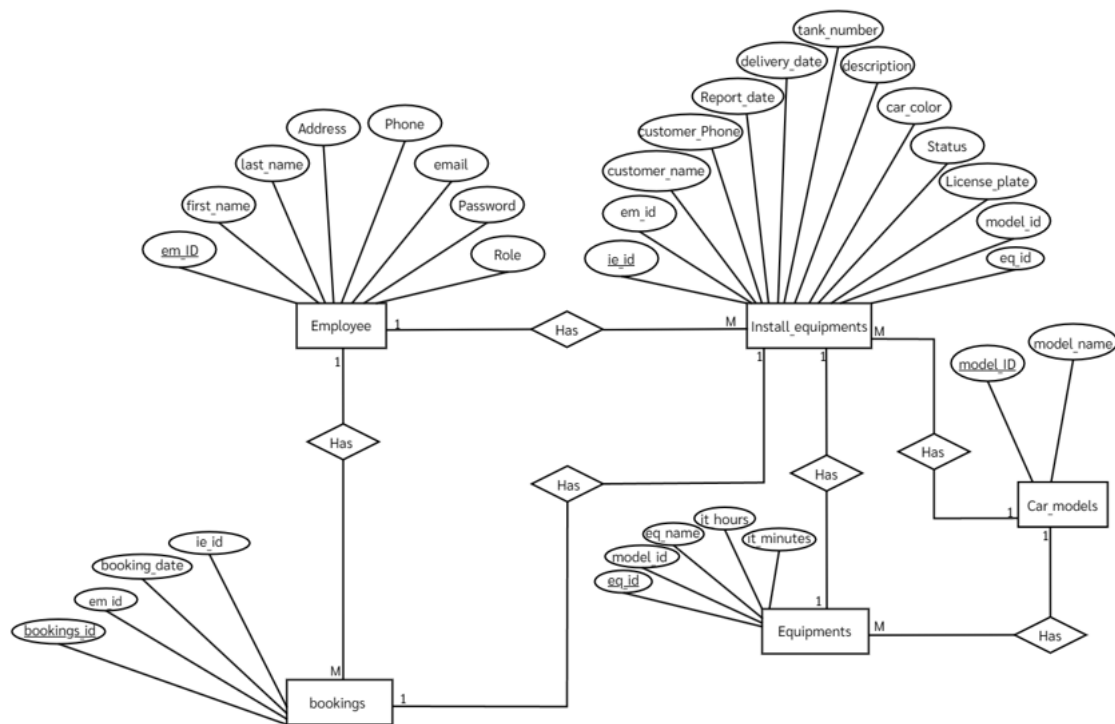 tank_number
delivery_date
description
Report_date
car_color
customer_Phone
Status
customer_name
License_plate
em_id
model_id
ie_id
eq_id
Address
Phone
last_name
email
first_name
Password
em_ID
Role
Employee
1
Has
M
Install_equipments
M
1
1
1
model_ID
model_name
Has
Has
Has
Has
Car_models
1
1
it_hours
eq_name
it_minutes
model_id
eq_id
1
Equipments
M
Has
ie_id
booking_date
em_id
bookings_id
M
bookings
1